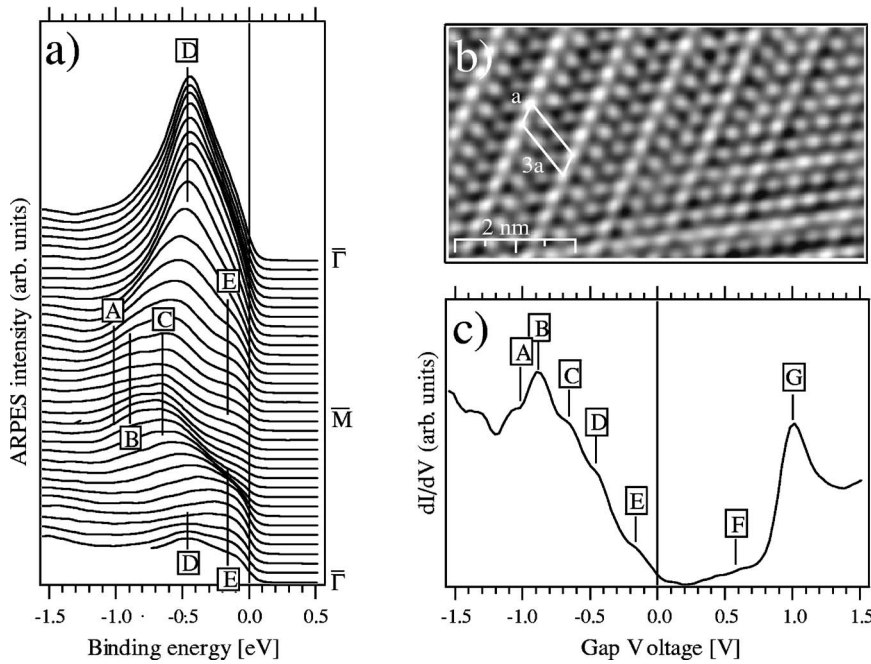 a)
D
E
A
C
B
D
E
Γ̅
M̅
Γ̅
ARPES intensity (arb. units)
-1.5 -1.0 -0.5 0.0 0.5
Binding energy [eV]
b)
a
3a
2 nm
c)
B
A
C
D
E
F
G
dI/dV (arb. units)
-1.5 -1.0 -0.5 0.0 0.5 1.0 1.5
Gap Voltage [V]